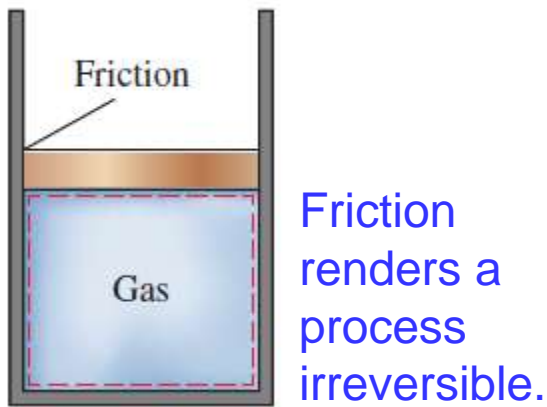 Friction
Gas
Friction
renders a
process
irreversible.